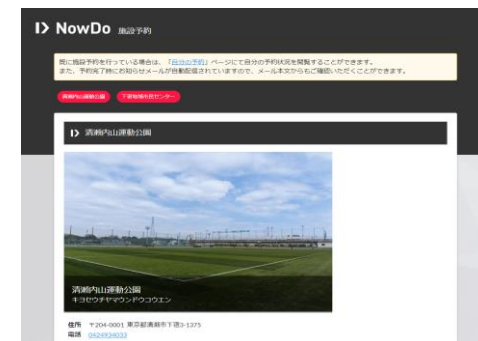 NowDo 施設予約
既に施設予約を行っている場合は、「自分の予約」ページにて自分の予約状況を閲覧することができます。
また、予約完了時にお知らせメールが自動配信されていますので、メール本文からもご確認いただくことができます。
清瀬内山運動公園 下宿地域市民センター
清瀬内山運動公園
清瀬内山運動公園
キヨセウチヤマウンドウコウエン
住所 〒204-0001 東京都清瀬市下宿3-1375
電話 0424934033